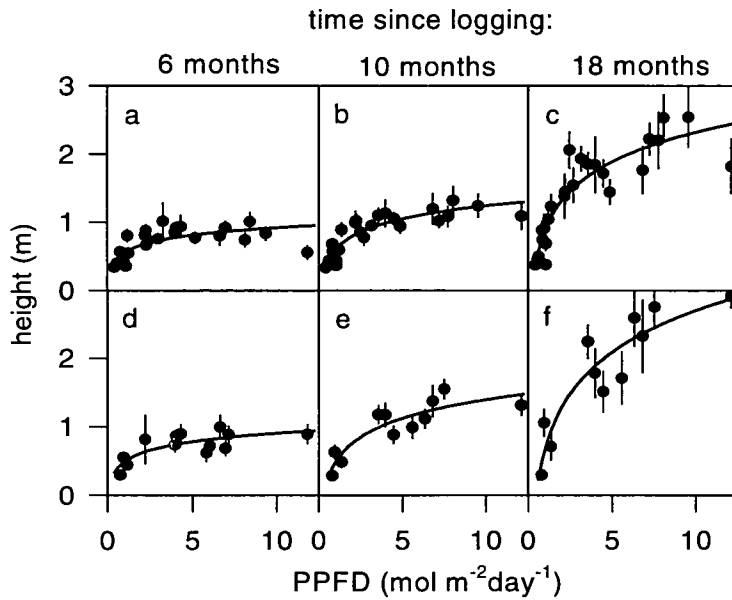 time since logging:
6 months 10 months 18 months
3 a b c
2
1
0
d e f
2
1
0
0 5 10 0 5 10 0 5 10
height (m)
PPFD (mol m⁻²day⁻¹)